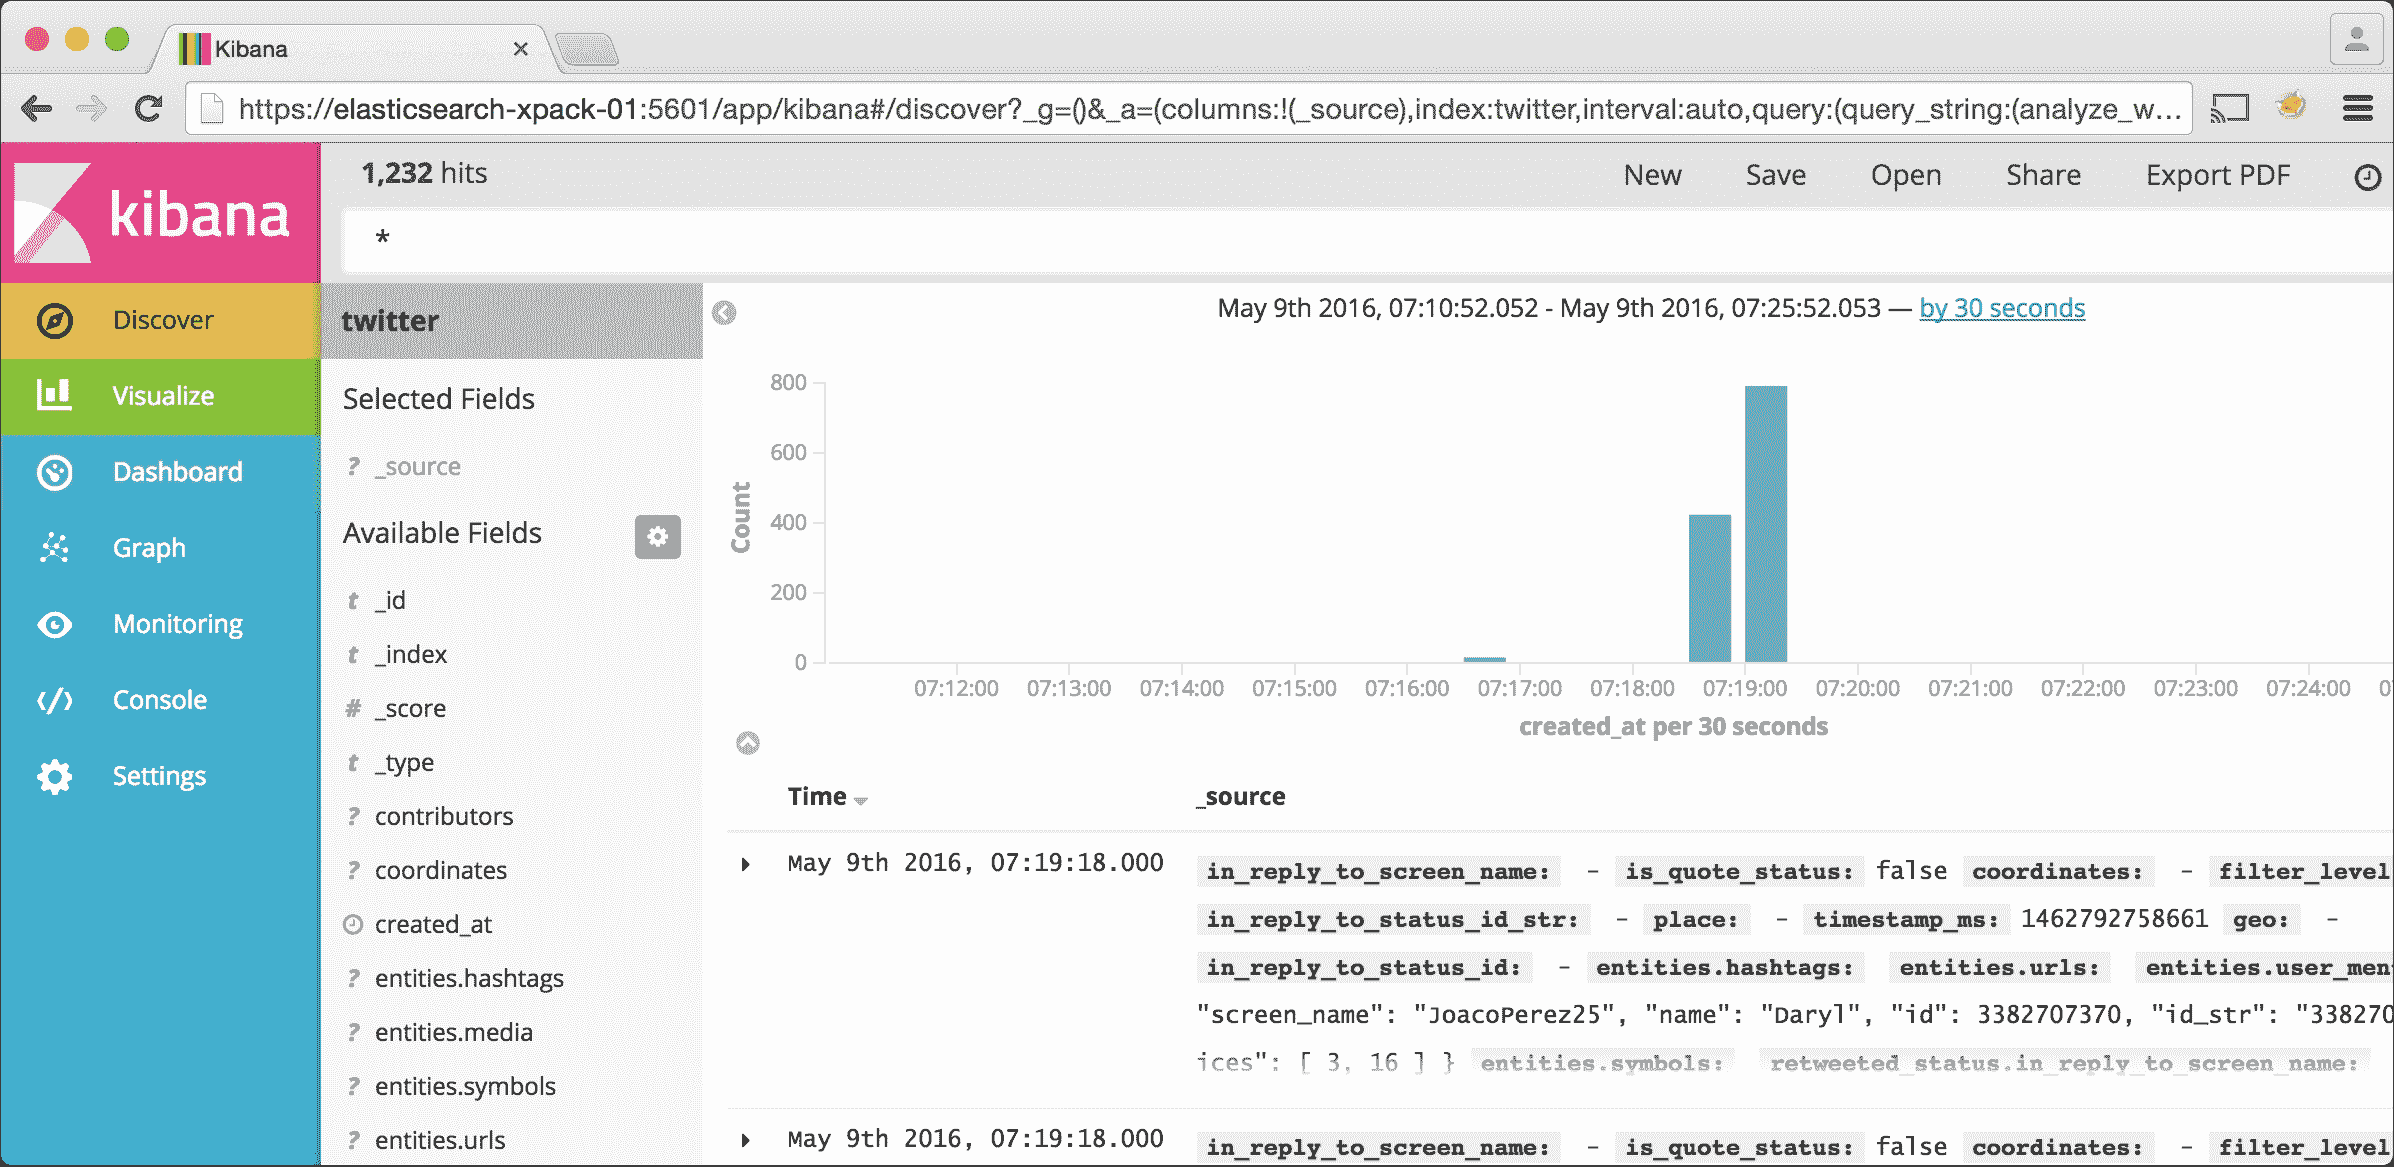 Kibana
https://elasticsearch-xpack-01:5601/app/kibana#/discover?_g=()&_a=(columns:!(_source),index:twitter,interval:auto,query:(query_string:(analyze_w...
kibana
1,232 hits
New Save Open Share Export PDF
*
Discover
Visualize
Dashboard
Graph
Monitoring
Console
Settings
twitter
Selected Fields
? _source
Available Fields
t _id
t _index
# _score
t _type
? contributors
? coordinates
created_at
? entities.hashtags
? entities.media
? entities.symbols
? entities.urls
May 9th 2016, 07:10:52.052 - May 9th 2016, 07:25:52.053 — by 30 seconds
Count
800
600
400
200
0
07:12:00 07:13:00 07:14:00 07:15:00 07:16:00 07:17:00 07:18:00 07:19:00 07:20:00 07:21:00 07:22:00 07:23:00 07:24:00
created_at per 30 seconds
Time _source
May 9th 2016, 07:19:18.000 in_reply_to_screen_name: - is_quote_status: false coordinates: - filter_level
in_reply_to_status_id_str: - place: - timestamp_ms: 1462792758661 geo: -
in_reply_to_status_id: - entities.hashtags: entities.urls: entities.user_men
"screen_name": "JoacoPerez25", "name": "Daryl", "id": 3382707370, "id_str": "338270
ices": [ 3, 16 ] } entities.symbols: retweeted_status.in_reply_to_screen_name:
May 9th 2016, 07:19:18.000 in_reply_to_screen_name: - is_quote_status: false coordinates: - filter_level